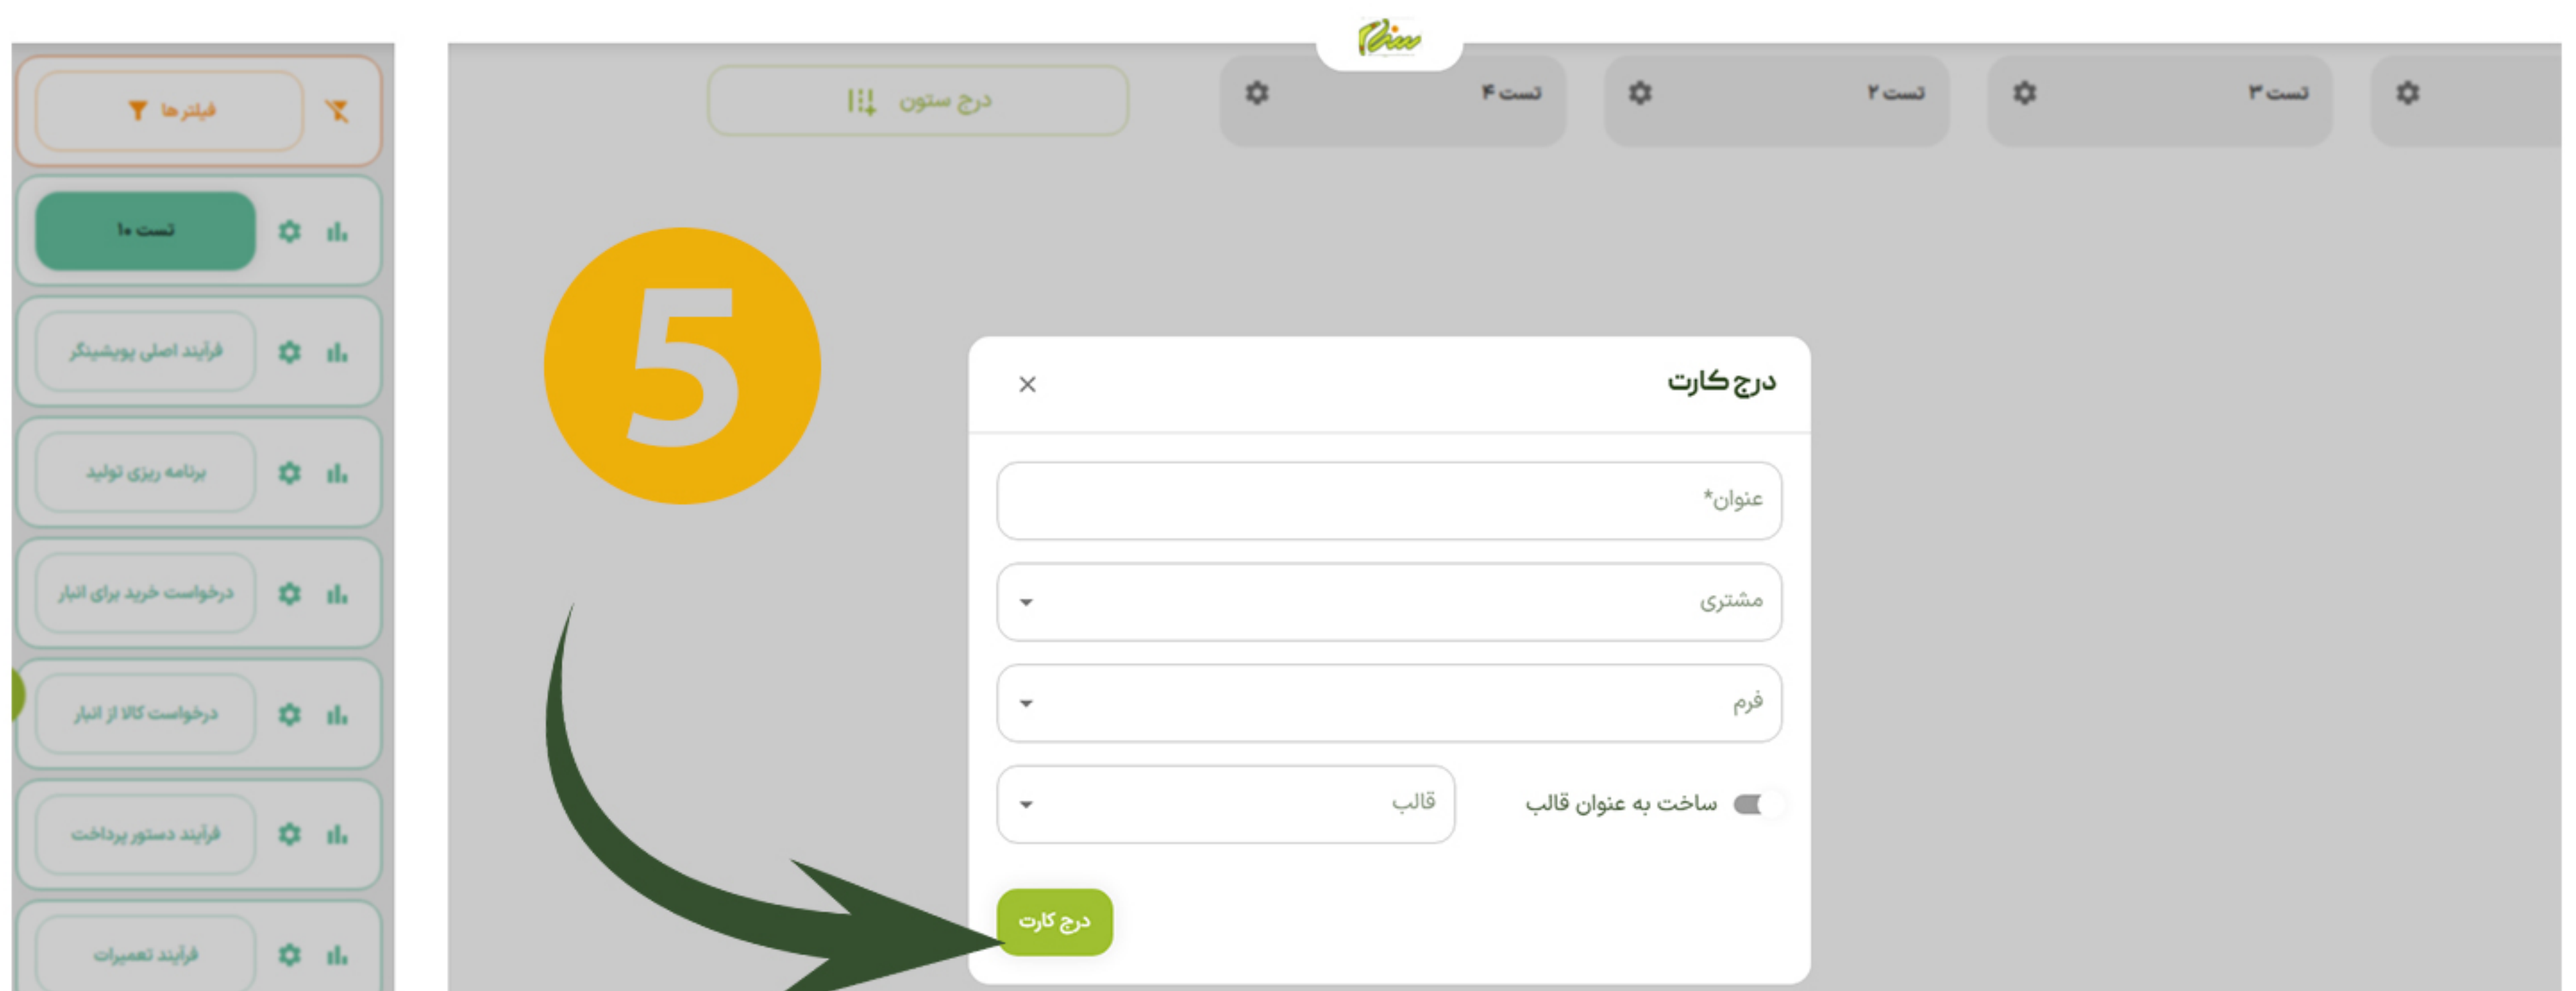 تست ۳
تست ۲
تست ۴
درج ستون
فیلتر ها
تست ۱۰
فرآیند اصلی پویشینگر
برنامه ریزی تولید
درخواست خرید برای انبار
درخواست کالا از انبار
فرآیند دستور پرداخت
فرآیند تعمیرات
5
درج کارت
عنوان*
مشتری
فرم
ساخت به عنوان قالب
قالب
درج کارت